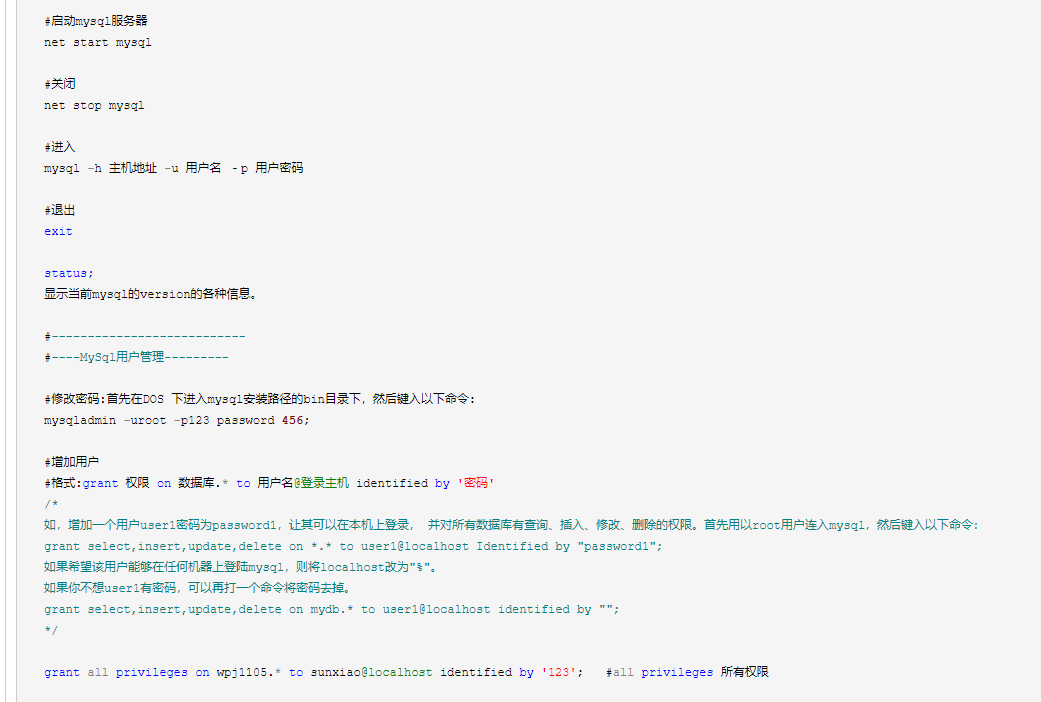 #启动mysql服务器
net start mysql
#关闭
net stop mysql
#进入
mysql -h 主机地址 -u 用户名 －p 用户密码
#退出
exit
status;
显示当前mysql的version的各种信息。
#---------------------------
#----MySql用户管理---------
#修改密码:首先在DOS 下进入mysql安装路径的bin目录下，然后键入以下命令:
mysqladmin -uroot -p123 password 456;
#增加用户
#格式:grant 权限 on 数据库.* to 用户名@登录主机 identified by '密码'
/*
如，增加一个用户user1密码为password1，让其可以在本机上登录， 并对所有数据库有查询、插入、修改、删除的权限。首先用以root用户连入mysql，然后键入以下命令:
grant select,insert,update,delete on *.* to user1@localhost Identified by "password1";
如果希望该用户能够在任何机器上登陆mysql，则将localhost改为"%"。
如果你不想user1有密码，可以再打一个命令将密码去掉。
grant select,insert,update,delete on mydb.* to user1@localhost identified by "";
*/
grant all privileges on wpj1105.* to sunxiao@localhost identified by '123';   #all privileges 所有权限